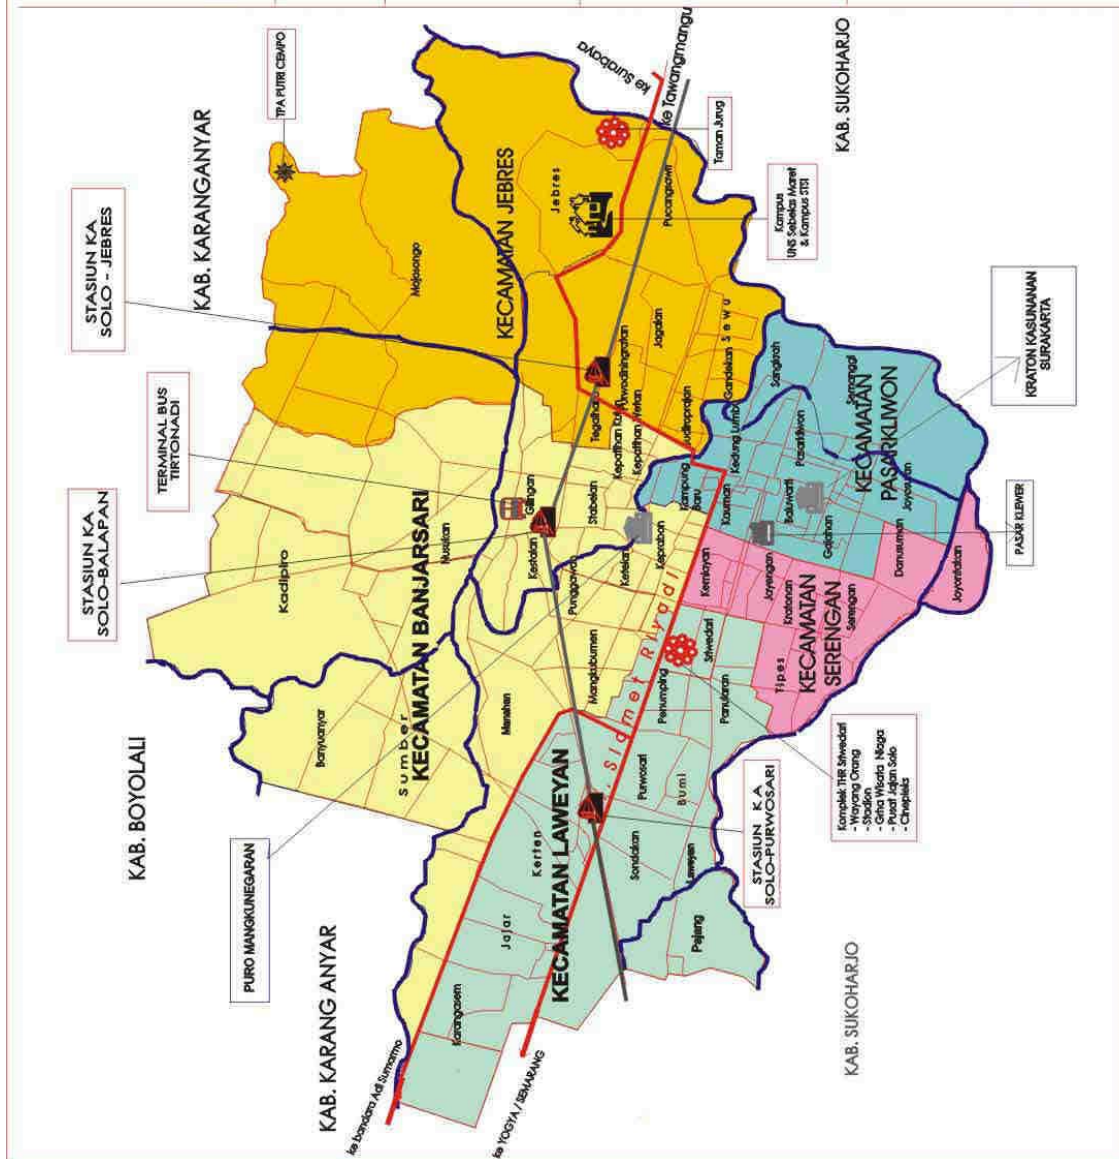 KAB. BOYOLALI
KAB. KARANG ANYAR
KAB. KARANGANYAR
KAB. SUKOHARJO
KAB. SUKOHARJO
STASIUN KA
SOLO-BALAPAN
TERMINAL BUS
TIRTONADI
STASIUN KA
SOLO - JEBRES
TPA PUTRI CEMPO
PURO MANGKUNEGARAN
ke bandara Adi Sumarmo
ke YOGYA / SEMARANG
ke Surabaya
ke Tawangmangu
KECAMATAN BANJARSARI
Kadipiro
Nusukan
Banyuanyar
Sumber
Manahan
Gilingan
Kestalan
Stabelan
Punggawan
Ketelan
Keprabon
Mangkubumen
KECAMATAN JEBRES
Mojosongo
Jebres
Pucangsawit
Jagalan
Purwodiningratan
Tegalharjo
Kepatihan Kulon
Kepatihan Wetan
Sudiroprajan
Gandekan
Sewu
KECAMATAN LAWEYAN
Karangasem
Jajar
Kerten
Sondakan
Laweyan
Pajang
Purwosari
Bumi
Penumping
Panularan
Sriwedari
Slamet Riyadi
KECAMATAN
SERENGAN
Tipes
Kemlayan
Jayengan
Kratonan
Serengan
Danusuman
Joyontakan
KECAMATAN
PASARKLIWON
Kampung
Baru
Kauman
Kedung Lumbu
Sangkrah
Pasarkliwon
Baluwarti
Gajahan
Semanggi
Joyosuran
Taman Jurug
Kampus
UNS Sebelas Maret
& Kampus STSI
KRATON KASUNANAN
SURAKARTA
PASAR KLEWER
Komplek THR Sriwedari
- Wayang Orang
- Stadion
- Grha Wisata Niaga
- Pusat Jajan Solo
- Cinepleks
STASIUN KA
SOLO-PURWOSARI